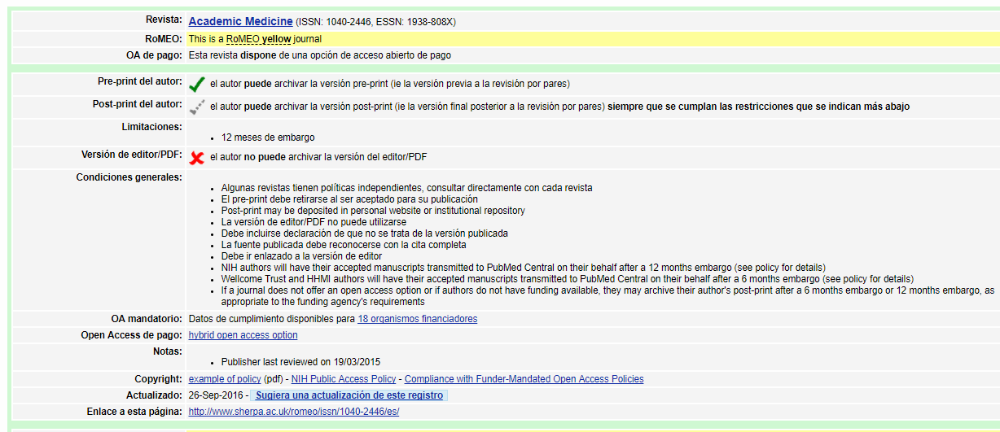 Revista: Academic Medicine (ISSN: 1040-2446, ESSN: 1938-808X)
RoMEO: This is a RoMEO yellow journal
OA de pago: Esta revista dispone de una opción de acceso abierto de pago
Pre-print del autor: el autor puede archivar la versión pre-print (ie la versión previa a la revisión por pares)
Post-print del autor: el autor puede archivar la versión post-print (ie la versión final posterior a la revisión por pares) siempre que se cumplan las restricciones que se indican más abajo
Limitaciones:
• 12 meses de embargo
Versión de editor/PDF: el autor no puede archivar la versión del editor/PDF
Condiciones generales:
• Algunas revistas tienen políticas independientes, consultar directamente con cada revista
• El pre-print debe retirarse al ser aceptado para su publicación
• Post-print may be deposited in personal website or institutional repository
• La versión de editor/PDF no puede utilizarse
• Debe incluirse declaración de que no se trata de la versión publicada
• La fuente publicada debe reconocerse con la cita completa
• Debe ir enlazado a la versión de editor
• NIH authors will have their accepted manuscripts transmitted to PubMed Central on their behalf after a 12 months embargo (see policy for details)
• Wellcome Trust and HHMI authors will have their accepted manuscripts transmitted to PubMed Central on their behalf after a 6 months embargo (see policy for details)
• If a journal does not offer an open access option or if authors do not have funding available, they may archive their author's post-print after a 6 months embargo or 12 months embargo, as
appropriate to the funding agency's requirements
OA mandatorio: Datos de cumplimiento disponibles para 18 organismos financiadores
Open Access de pago: hybrid open access option
Notas:
• Publisher last reviewed on 19/03/2015
Copyright: example of policy (pdf) - NIH Public Access Policy - Compliance with Funder-Mandated Open Access Policies
Actualizado: 26-Sep-2016 - Sugiera una actualización de este registro
Enlace a esta página: http://www.sherpa.ac.uk/romeo/issn/1040-2446/es/